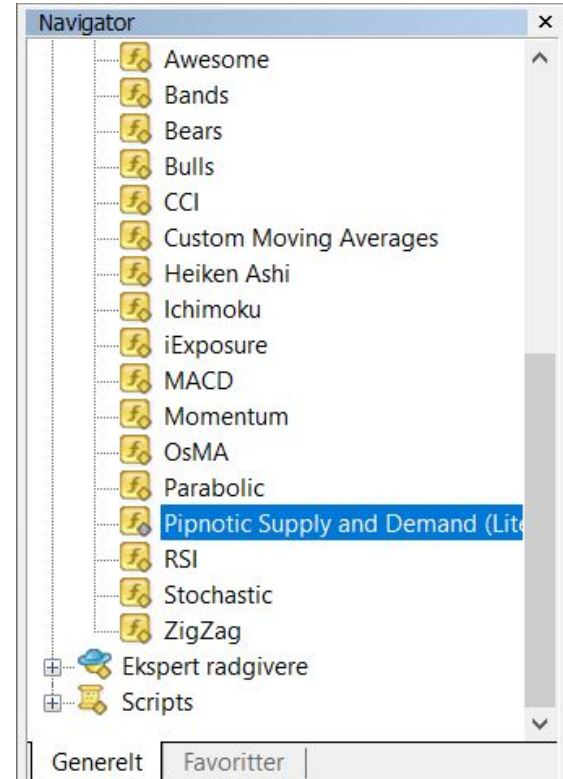 Navigator
Awesome
Bands
Bears
Bulls
CCI
Custom Moving Averages
Heiken Ashi
Ichimoku
iExposure
MACD
Momentum
OsMA
Parabolic
Pipnotic Supply and Demand (Lite
RSI
Stochastic
ZigZag
Ekspert radgivere
Scripts
Generelt Favoritter